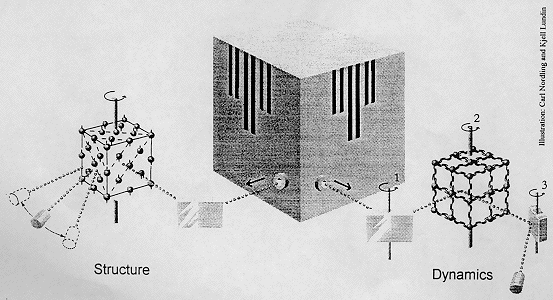 Illustration: Carl Nordling and Kjell Lundin
1
2
3
Structure
Dynamics